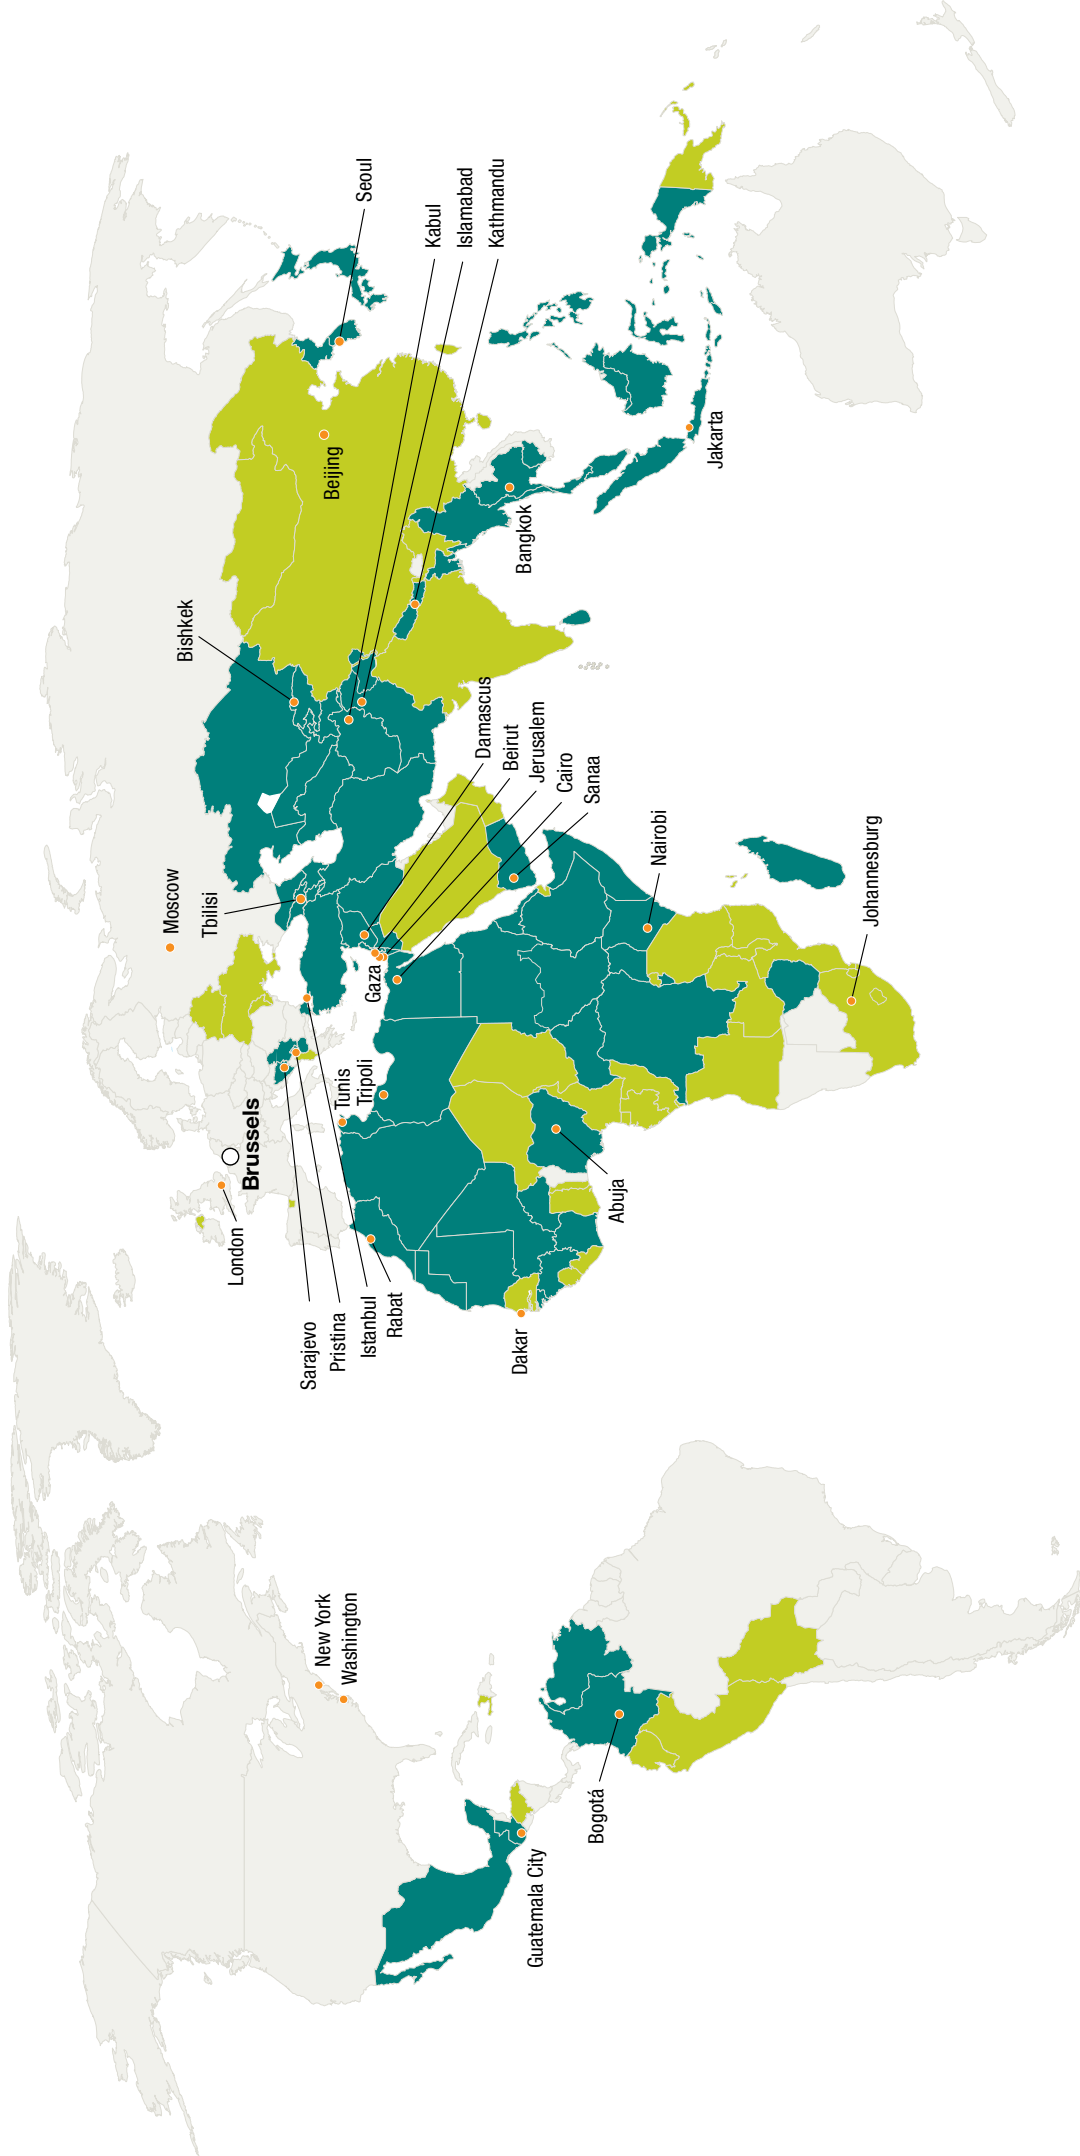 New York
Washington
Guatemala City
Bogotá
London
Brussels
Moscow
Tbilisi
Bishkek
Sarajevo
Pristina
Istanbul
Rabat
Tunis
Tripoli
Gaza
Dakar
Abuja
Damascus
Beirut
Jerusalem
Cairo
Sanaa
Nairobi
Johannesburg
Beijing
Seoul
Kabul
Islamabad
Kathmandu
Bangkok
Jakarta